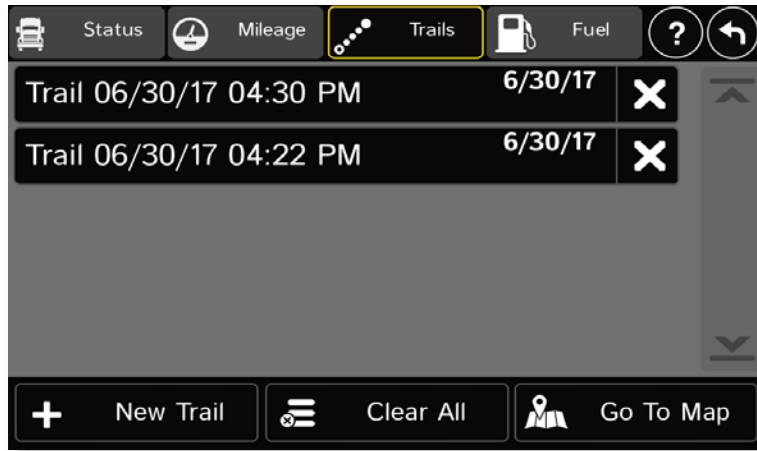 Status Mileage Trails Fuel ?
Trail 06/30/17 04:30 PM 6/30/17
Trail 06/30/17 04:22 PM 6/30/17
New Trail Clear All Go To Map